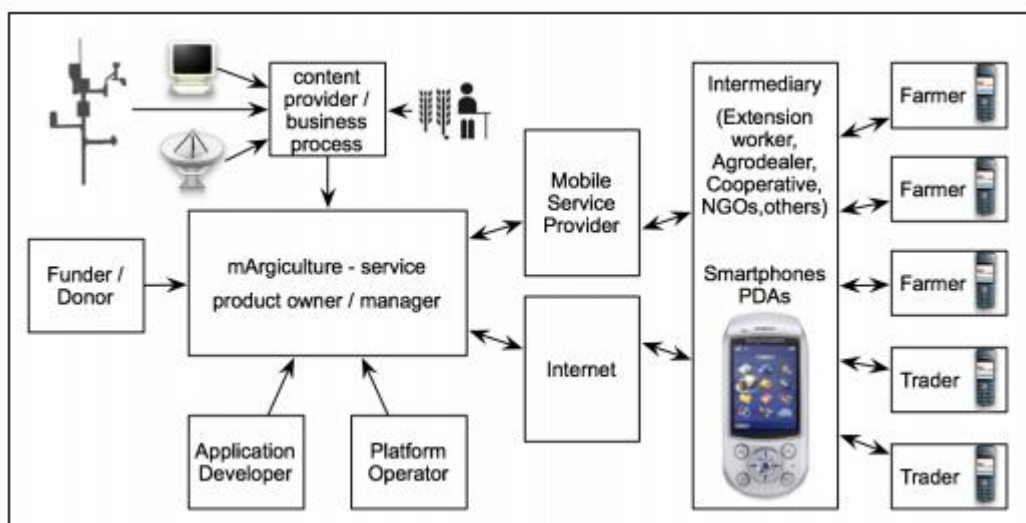 content
provider /
business
process
Intermediary
(Extension
worker,
Agrodealer,
Cooperative,
NGOs,others)
Smartphones
PDAs
Farmer
Farmer
Farmer
Trader
Trader
Mobile
Service
Provider
Internet
Funder /
Donor
mArgiculture - service
product owner / manager
Application
Developer
Platform
Operator